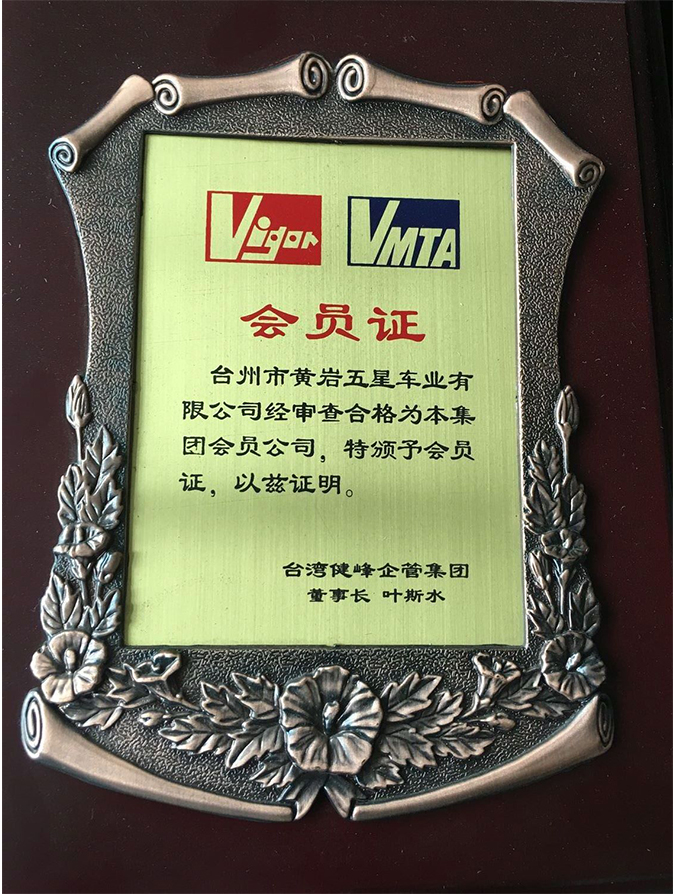 Vigor VMTA
会员证
台州市黄岩五星车业有
限公司经审查合格为本集
团会员公司，特颁予会员
证，以兹证明。
台湾健峰企管集团
董事长 叶斯水